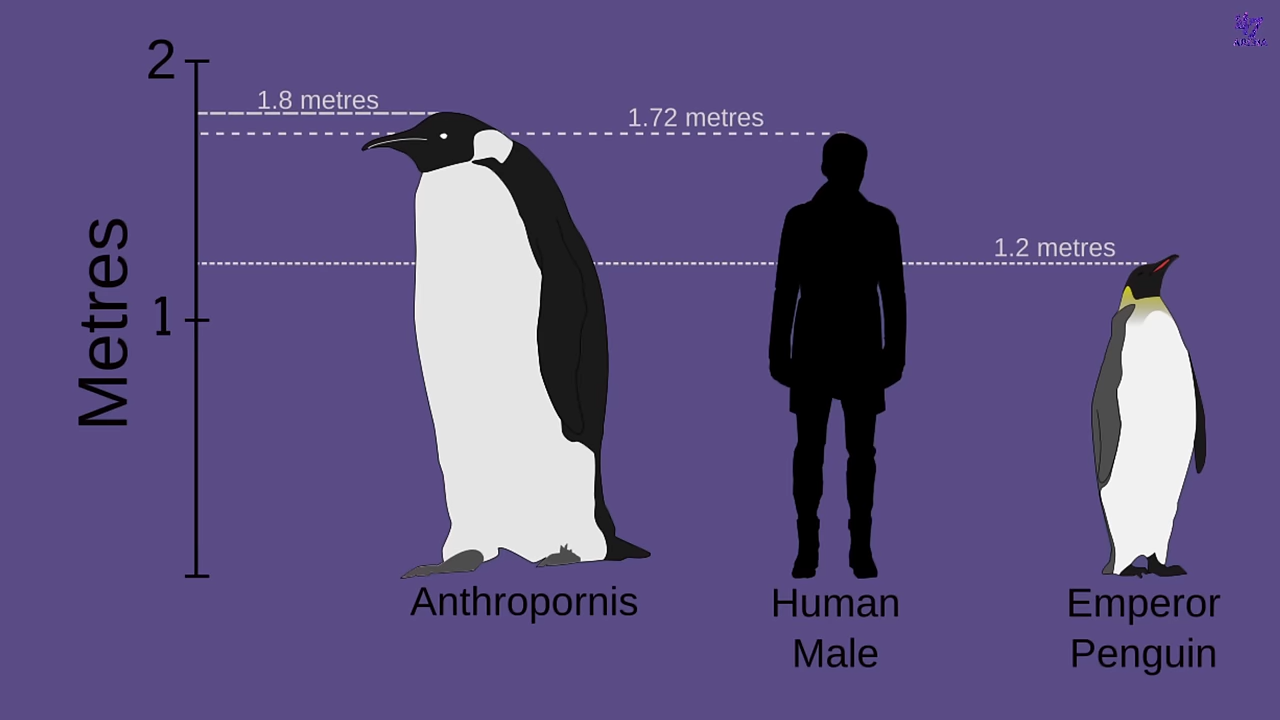 2
1.8 metres
1.72 metres
1.2 metres
1
Metres
Anthropornis
Human
Male
Emperor
Penguin